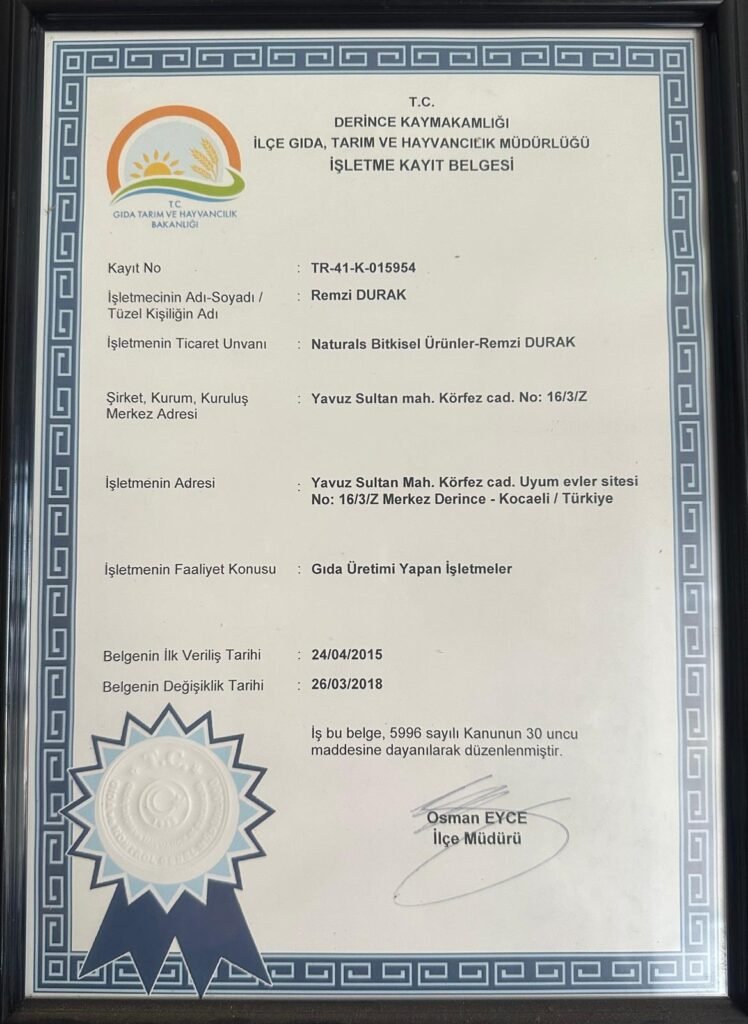 T.C.
DERİNCE KAYMAKAMLIĞI
İLÇE GIDA, TARIM VE HAYVANCILIK MÜDÜRLÜĞÜ
İŞLETME KAYIT BELGESİ
T.C.
GIDA TARIM VE HAYVANCILIK
BAKANLIĞI
Kayıt No : TR-41-K-015954
İşletmecinin Adı-Soyadı / : Remzi DURAK
Tüzel Kişiliğin Adı
İşletmenin Ticaret Unvanı : Naturals Bitkisel Ürünler-Remzi DURAK
Şirket, Kurum, Kuruluş : Yavuz Sultan mah. Körfez cad. No: 16/3/Z
Merkez Adresi
İşletmenin Adresi : Yavuz Sultan Mah. Körfez cad. Uyum evler sitesi
No: 16/3/Z Merkez Derince - Kocaeli / Türkiye
İşletmenin Faaliyet Konusu : Gıda Üretimi Yapan İşletmeler
Belgenin İlk Veriliş Tarihi : 24/04/2015
Belgenin Değişiklik Tarihi : 26/03/2018
İş bu belge, 5996 sayılı Kanunun 30 uncu
maddesine dayanılarak düzenlenmiştir.
Osman EYCE
İlçe Müdürü
T.C.